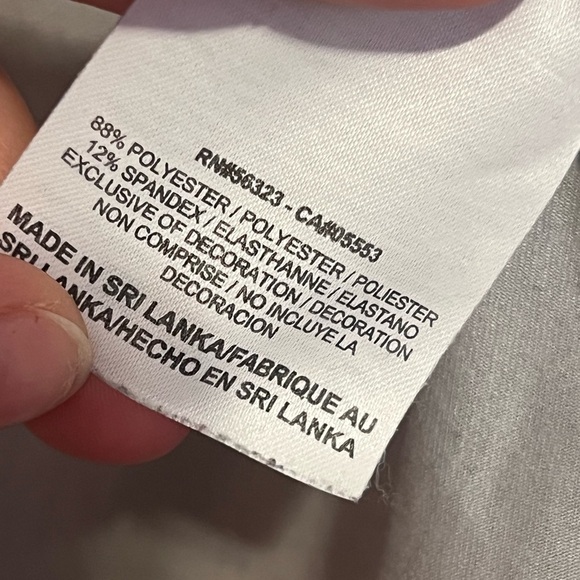 RN#56323 - CA#05553
88% POLYESTER / POLYESTER / POLIESTER
12% SPANDEX / ELASTHANNE / ELASTANO
EXCLUSIVE OF DECORATION / DECORATION
NON COMPRISE / NO INCLUYE LA
DECORACION
MADE IN SRI LANKA/FABRIQUE AU
SRI LANKA/HECHO EN SRI LANKA